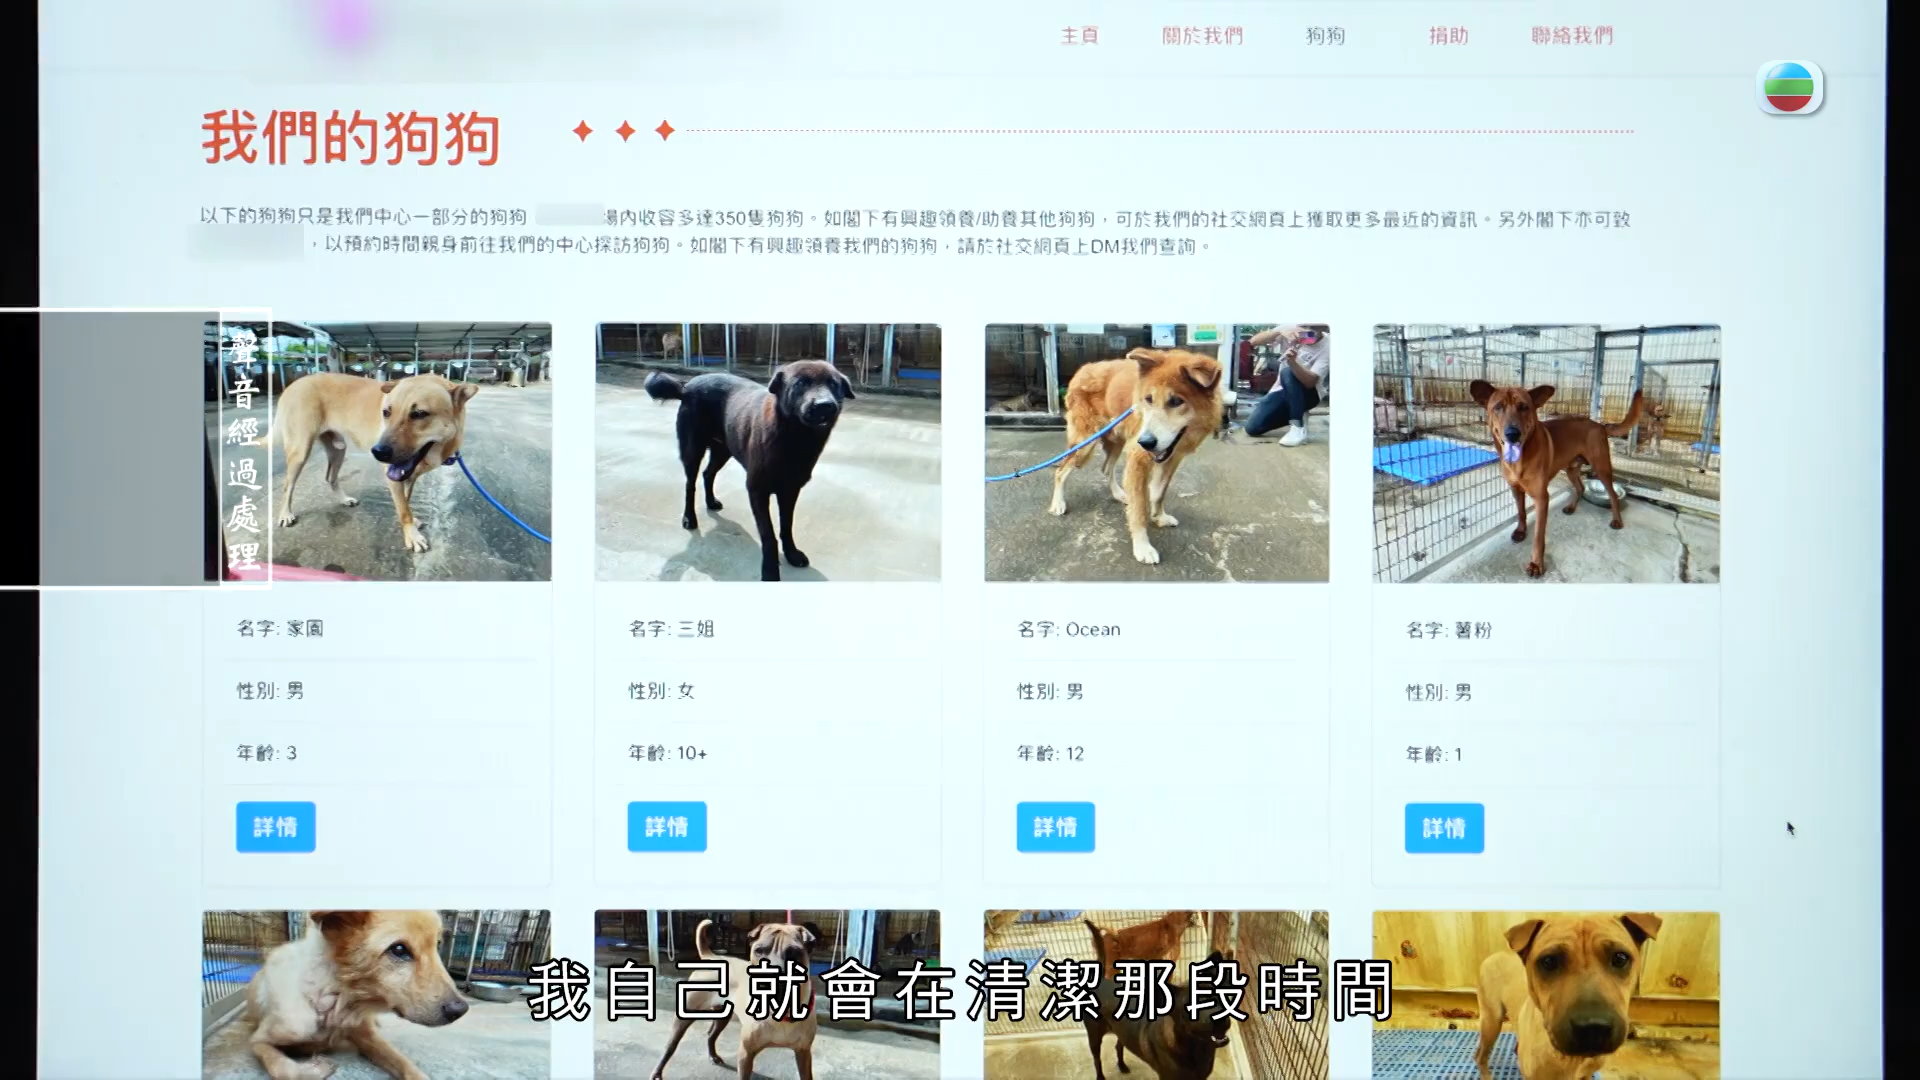 主頁 關於我們 狗狗 捐助 聯絡我們
我們的狗狗
以下的狗狗只是我們中心一部分的狗狗 場內收容多達350隻狗狗。如閣下有興趣領養/助養其他狗狗，可於我們的社交網頁上獲取更多最近的資訊。另外閣下亦可致
，以預約時間親身前往我們的中心探訪狗狗。如閣下有興趣領養我們的狗狗，請於社交網頁上DM我們查詢。
聲音經過處理
名字: 家園
性別: 男
年齡: 3
詳情
名字: 三姐
性別: 女
年齡: 10+
詳情
名字: Ocean
性別: 男
年齡: 12
詳情
名字: 薯粉
性別: 男
年齡: 1
詳情
我自己就會在清潔那段時間